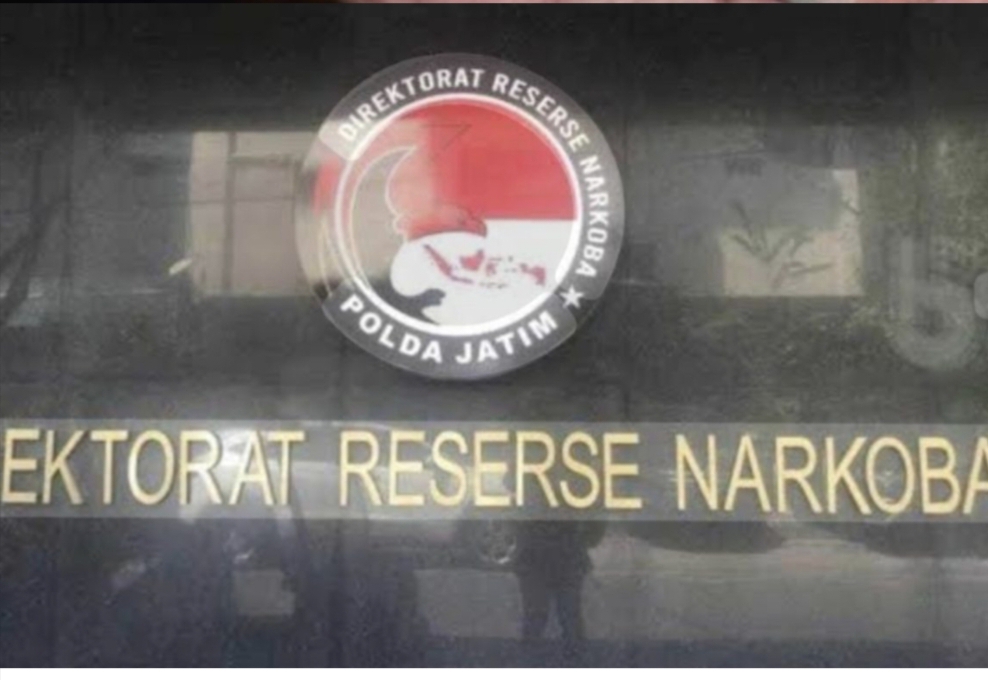 DIREKTORAT RESERSE NARKOBA
POLDA JATIM
EKTORAT RESERSE NARKOBA